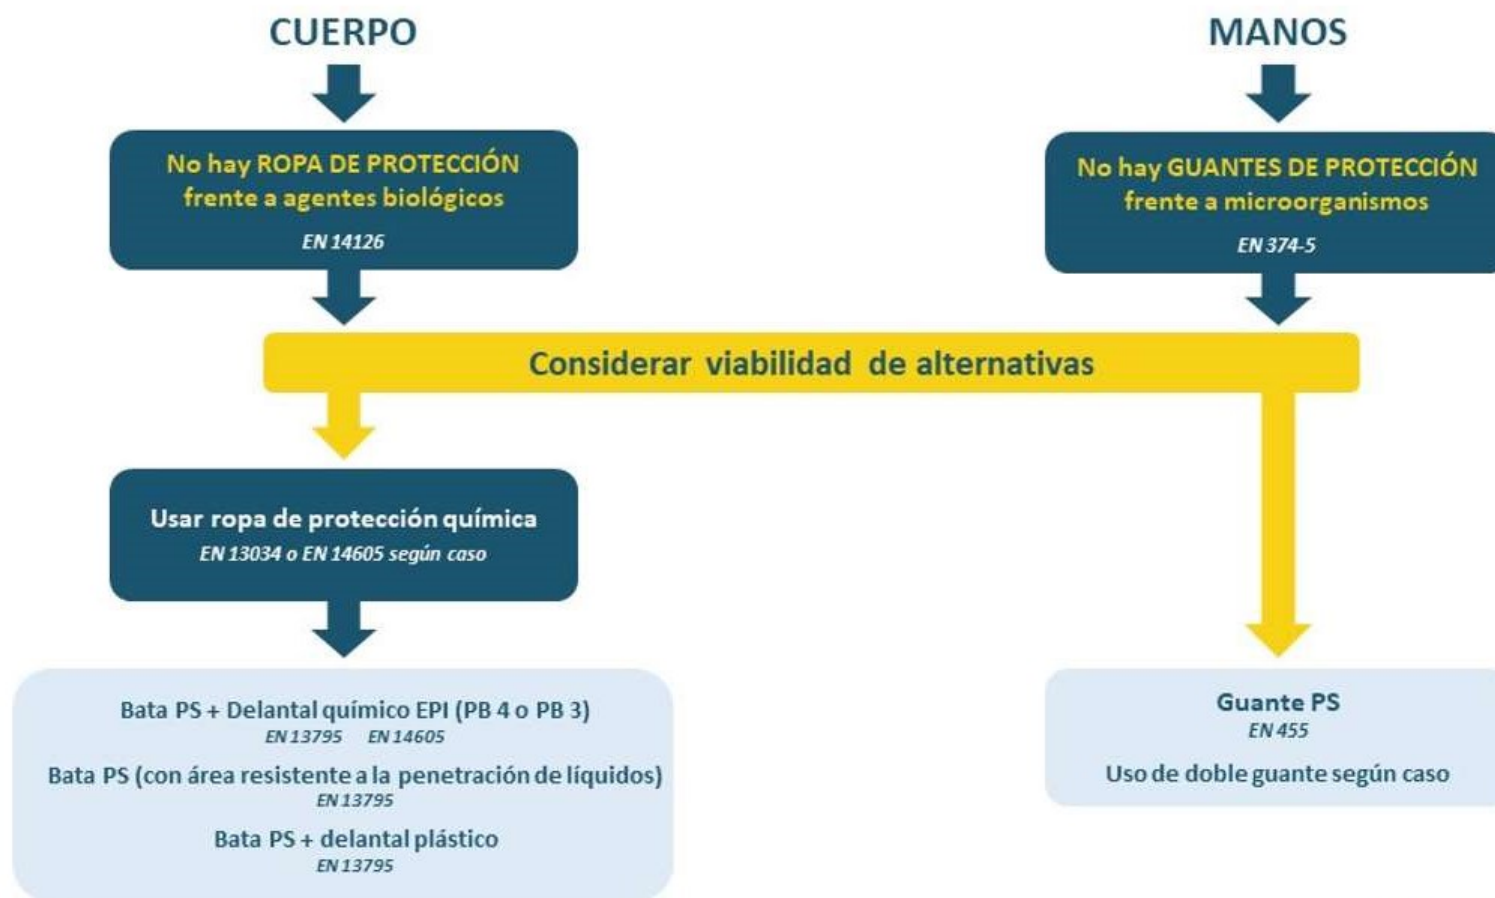 CUERPO
No hay ROPA DE PROTECCIÓN
frente a agentes biológicos
EN 14126
MANOS
No hay GUANTES DE PROTECCIÓN
frente a microorganismos
EN 374-5
Considerar viabilidad de alternativas
Usar ropa de protección química
EN 13034 o EN 14605 según caso
Bata PS + Delantal químico EPI (PB 4 o PB 3)
EN 13795 EN 14605
Bata PS (con área resistente a la penetración de líquidos)
EN 13795
Bata PS + delantal plástico
EN 13795
Guante PS
EN 455
Uso de doble guante según caso